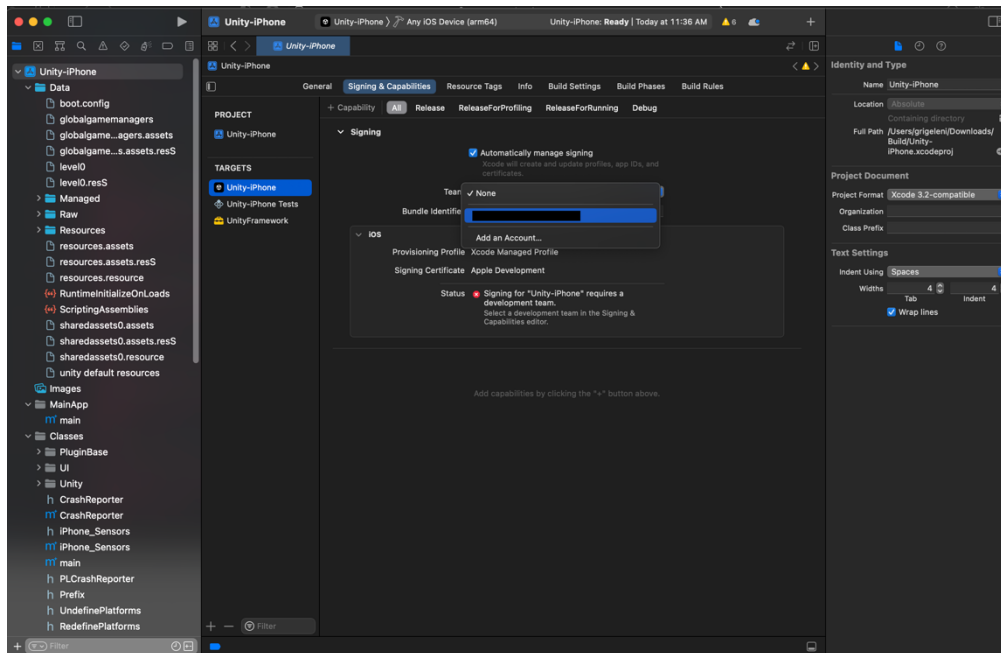 Unity-iPhone
Unity-iPhone 〉 Any iOS Device (arm64)
Unity-iPhone: Ready | Today at 11:36 AM
6
Unity-iPhone
Unity-iPhone
Data
boot.config
globalgamemanagers
globalgame...agers.assets
globalgame...s.assets.resS
level0
level0.resS
Managed
Raw
Resources
resources.assets
resources.assets.resS
resources.resource
RuntimeInitializeOnLoads
ScriptingAssemblies
sharedassets0.assets
sharedassets0.assets.resS
sharedassets0.resource
unity default resources
Images
MainApp
main
Classes
PluginBase
UI
Unity
CrashReporter
CrashReporter
iPhone_Sensors
iPhone_Sensors
main
PLCrashReporter
Prefix
UndefinePlatforms
RedefinePlatforms
Filter
Unity-iPhone
General Signing & Capabilities Resource Tags Info Build Settings Build Phases Build Rules
PROJECT
Unity-iPhone
TARGETS
Unity-iPhone
Unity-iPhone Tests
UnityFramework
Filter
+ Capability All Release ReleaseForProfiling ReleaseForRunning Debug
Signing
Automatically manage signing
Xcode will create and update profiles, app IDs, and
certificates.
Team
None
Bundle Identifie
Add an Account...
iOS
Provisioning Profile Xcode Managed Profile
Signing Certificate Apple Development
Status Signing for "Unity-iPhone" requires a
development team.
Select a development team in the Signing &
Capabilities editor.
Add capabilities by clicking the "+" button above.
Identity and Type
Name Unity-iPhone
Location Absolute
Containing directory
Full Path /Users/grigeleni/Downloads/
Build/Unity-
iPhone.xcodeproj
Project Document
Project Format Xcode 3.2-compatible
Organization
Class Prefix
Text Settings
Indent Using Spaces
Widths 4 4
Tab Indent
Wrap lines